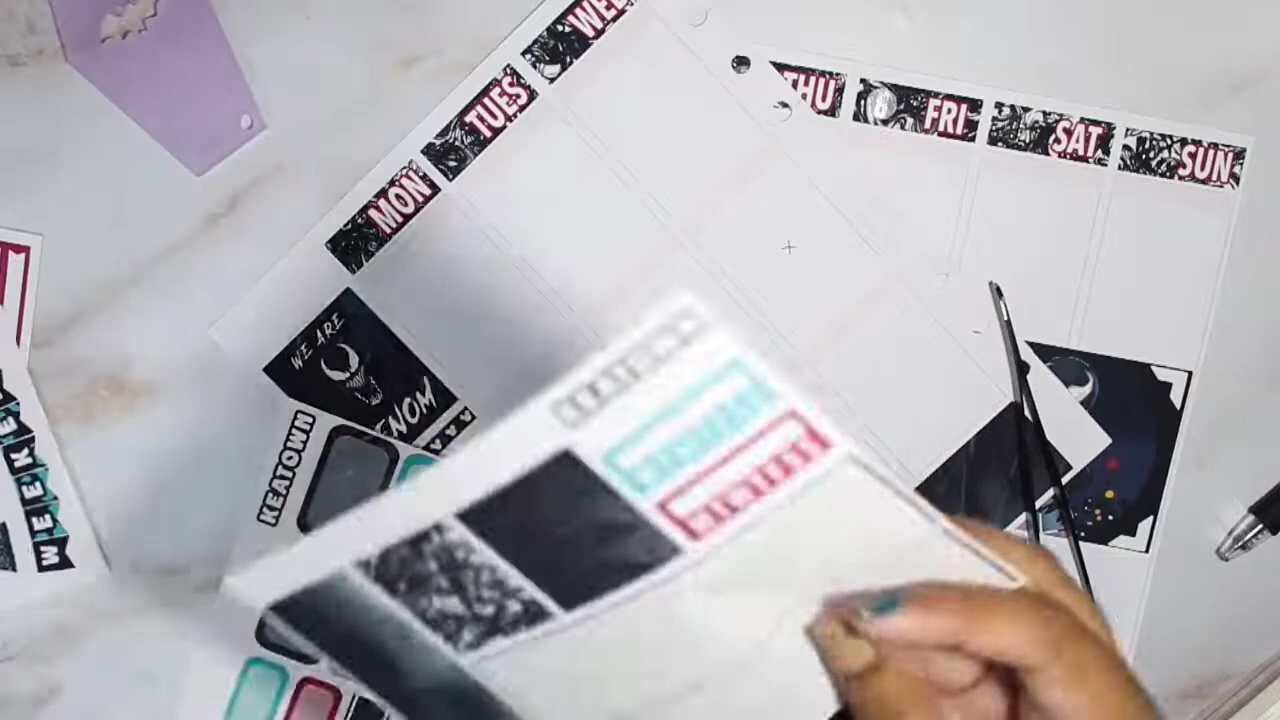 MON
TUES
WE
THU
FRI
SAT
SUN
WE ARE
ENOM
KEATOWN
WEEKE